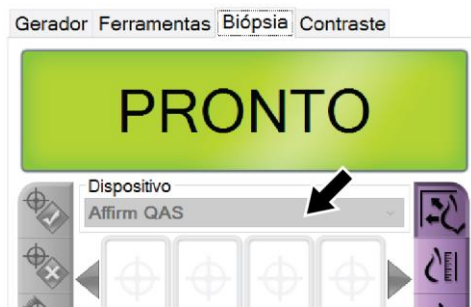 Gerador Ferramentas Biópsia Contraste
PRONTO
Dispositivo
Affirm QAS